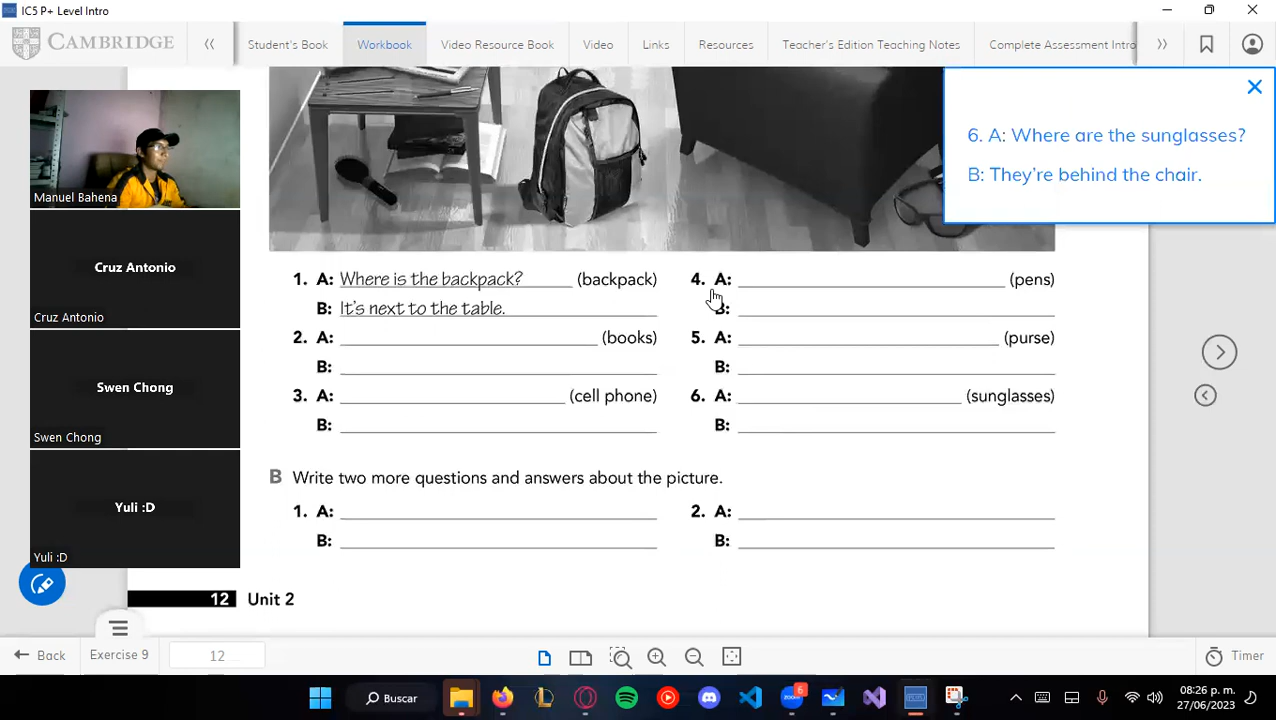 IC5 P+ Level Intro
CAMBRIDGE
Student's Book
Workbook
Video Resource Book
Video
Links
Resources
Teacher's Edition Teaching Notes
Complete Assessment Intro
6. A: Where are the sunglasses?
B: They're behind the chair.
Manuel Bahena
Cruz Antonio
Cruz Antonio
Swen Chong
Swen Chong
Yuli :D
Yuli :D
1. A: Where is the backpack? (backpack)
B: It's next to the table.
2. A: (books)
B:
3. A: (cell phone)
B:
4. A: (pens)
B:
5. A: (purse)
B:
6. A: (sunglasses)
B:
B Write two more questions and answers about the picture.
1. A:
B:
2. A:
B:
12 Unit 2
Back
Exercise 9
12
Timer
Buscar
6
08:26 p. m.
27/06/2023